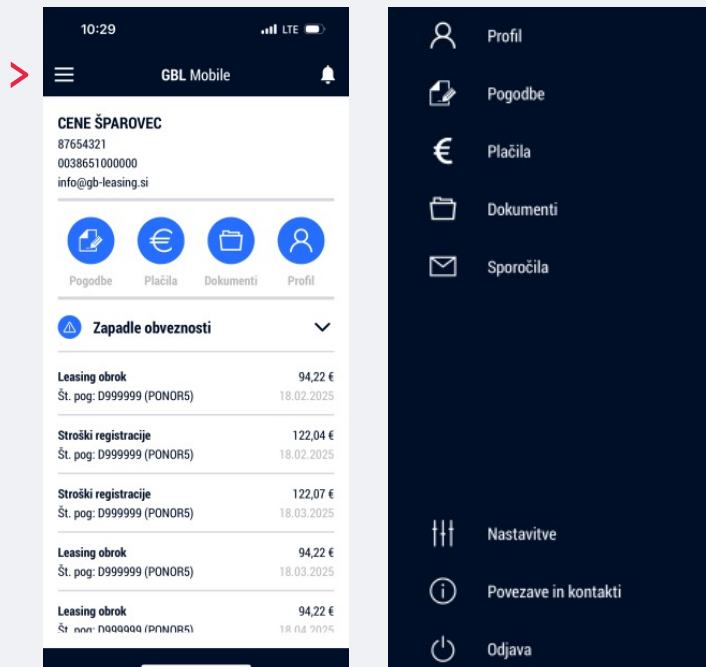 10:29 LTE
GBL Mobile
CENE ŠPAROVEC
87654321
0038651000000
info@gb-leasing.si
Pogodbe Plačila Dokumenti Profil
Zapadle obveznosti
Leasing obrok 94,22 €
Št. pog: D999999 (PONOR5) 18.02.2025
Stroški registracije 122,04 €
Št. pog: D999999 (PONOR5) 18.02.2025
Stroški registracije 122,07 €
Št. pog: D999999 (PONOR5) 18.03.2025
Leasing obrok 94,22 €
Št. pog: D999999 (PONOR5) 18.03.2025
Leasing obrok 94,22 €
Št. pog: D999999 (PONOR5) 18.04.2025
Profil
Pogodbe
Plačila
Dokumenti
Sporočila
Nastavitve
Povezave in kontakti
Odjava